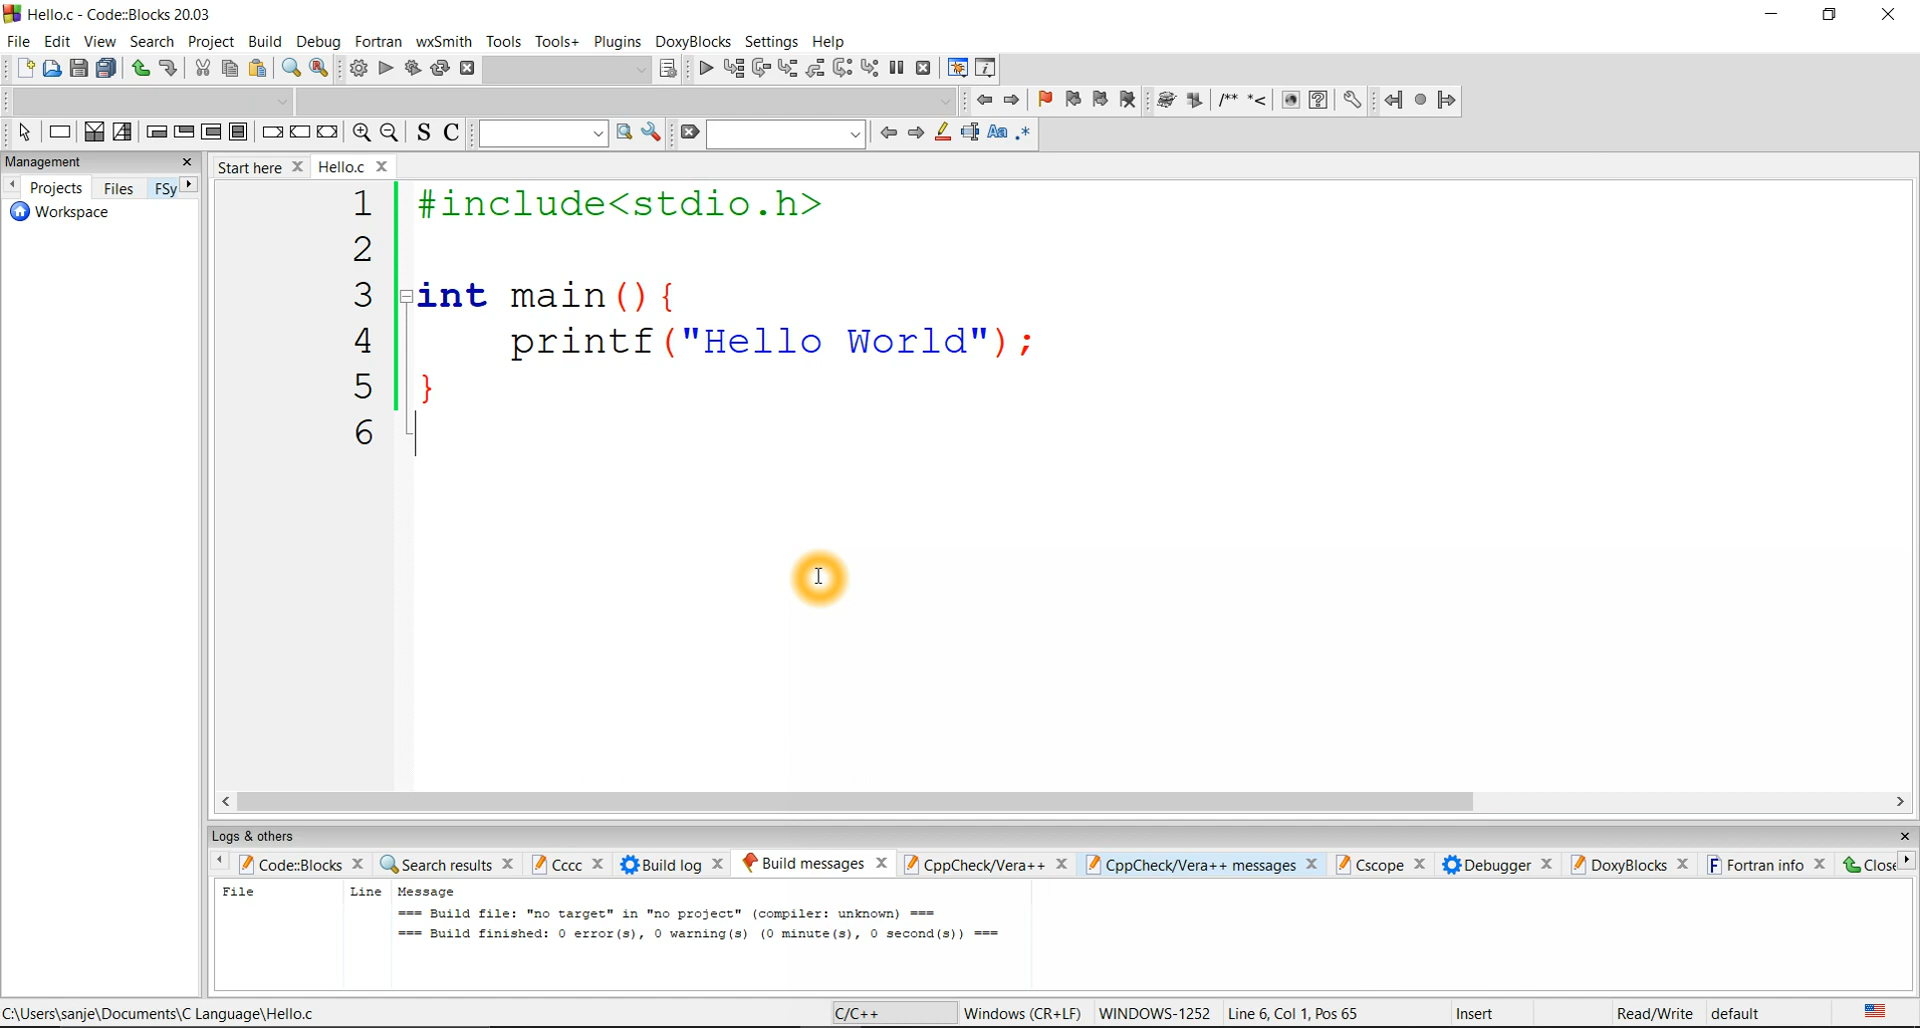 Hello.c - Code::Blocks 20.03
File Edit View Search Project Build Debug Fortran wxSmith Tools Tools+ Plugins DoxyBlocks Settings Help
/** *<
S C Aa .*
Management
Projects Files FSy
Workspace
Start here Hello.c
1 #include<stdio.h>
2
3 int main(){
4 printf("Hello World");
5 }
6
Logs & others
Code::Blocks Search results Cccc Build log Build messages CppCheck/Vera++ CppCheck/Vera++ messages Cscope Debugger DoxyBlocks Fortran info Close
File Line Message
=== Build file: "no target" in "no project" (compiler: unknown) ===
=== Build finished: 0 error(s), 0 warning(s) (0 minute(s), 0 second(s)) ===
C:\Users\sanje\Documents\C Language\Hello.c C/C++ Windows (CR+LF) WINDOWS-1252 Line 6, Col 1, Pos 65 Insert Read/Write default